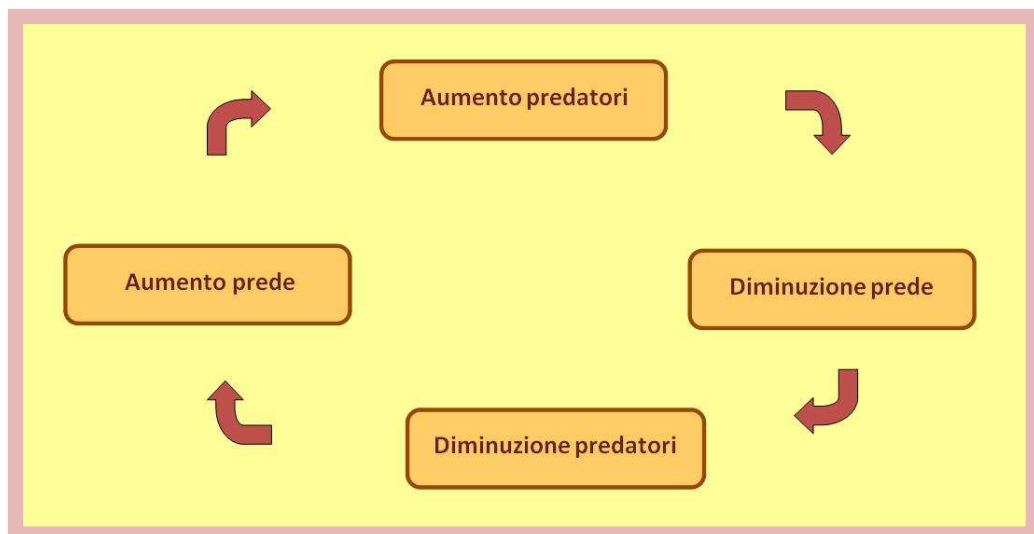 Aumento predatori
Aumento prede
Diminuzione prede
Diminuzione predatori